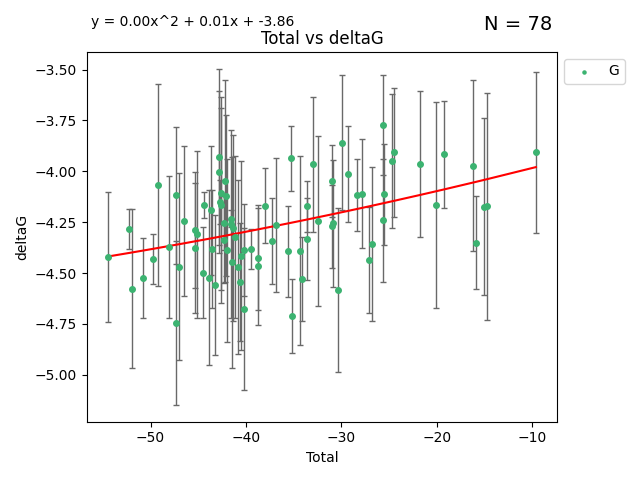 y = 0.00x^2 + 0.01x + -3.86
N = 78
Total vs deltaG
G
−3.50
−3.75
−4.00
−4.25
−4.50
−4.75
−5.00
deltaG
−50 −40 −30 −20 −10
Total